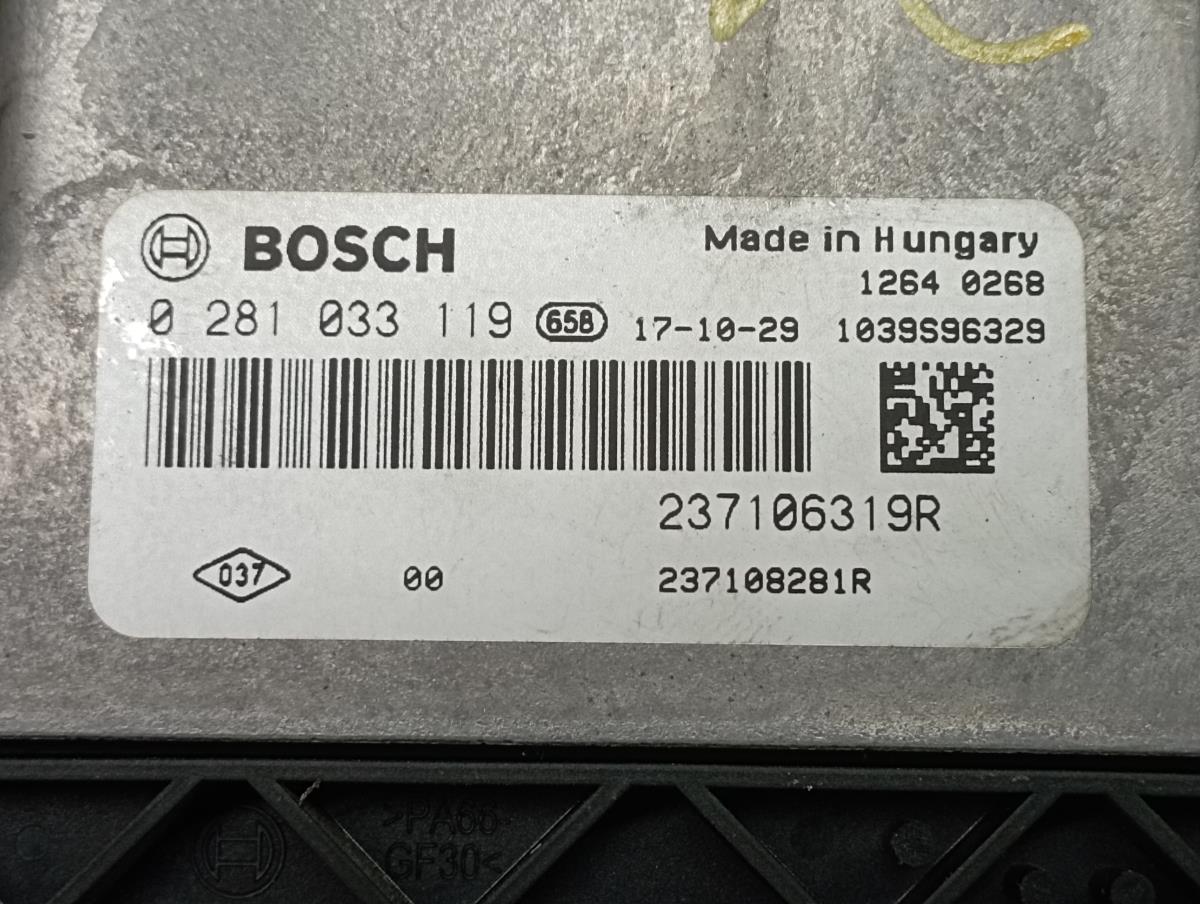 BOSCH
Made in Hungary
1264 0268
0 281 033 119 658 17-10-29 1039S96329
237106319R
037 00 237108281R
>PA66-
GF30<